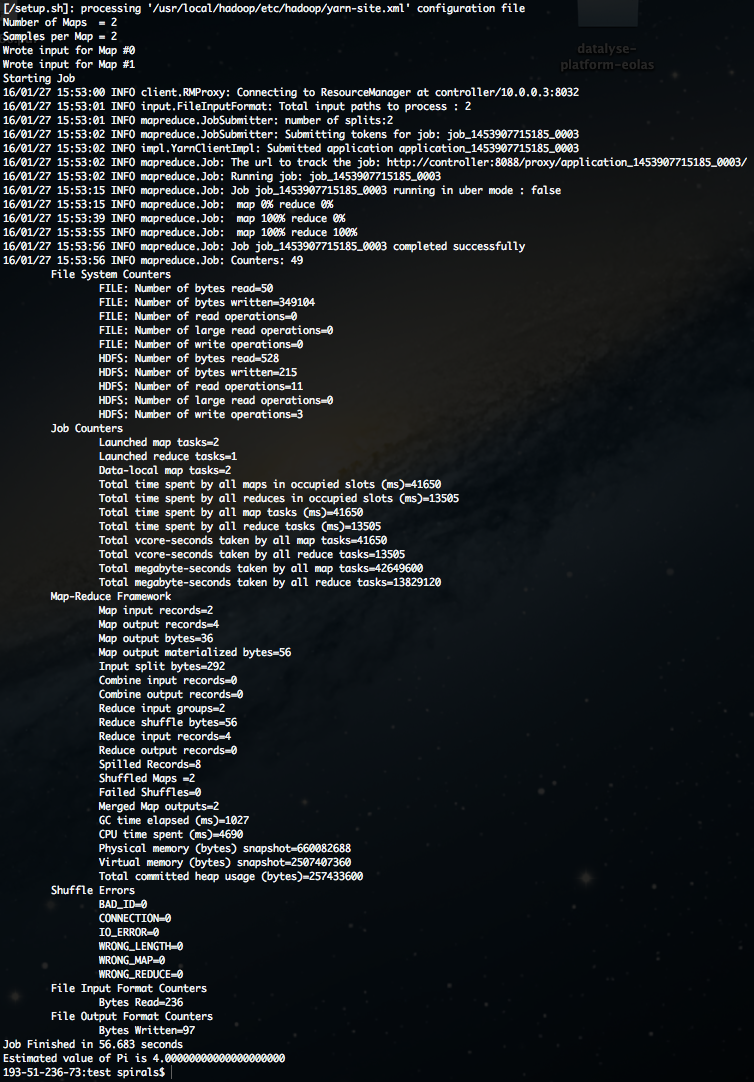 [/setup.sh]: processing '/usr/local/hadoop/etc/hadoop/yarn-site.xml' configuration file
Number of Maps  = 2
Samples per Map = 2
Wrote input for Map #0
Wrote input for Map #1
Starting Job
16/01/27 15:53:00 INFO client.RMProxy: Connecting to ResourceManager at controller/10.0.0.3:8032
16/01/27 15:53:01 INFO input.FileInputFormat: Total input paths to process : 2
16/01/27 15:53:01 INFO mapreduce.JobSubmitter: number of splits:2
16/01/27 15:53:02 INFO mapreduce.JobSubmitter: Submitting tokens for job: job_1453907715185_0003
16/01/27 15:53:02 INFO impl.YarnClientImpl: Submitted application application_1453907715185_0003
16/01/27 15:53:02 INFO mapreduce.Job: The url to track the job: http://controller:8088/proxy/application_1453907715185_0003/
16/01/27 15:53:02 INFO mapreduce.Job: Running job: job_1453907715185_0003
16/01/27 15:53:15 INFO mapreduce.Job: Job job_1453907715185_0003 running in uber mode : false
16/01/27 15:53:15 INFO mapreduce.Job:  map 0% reduce 0%
16/01/27 15:53:39 INFO mapreduce.Job:  map 100% reduce 0%
16/01/27 15:53:55 INFO mapreduce.Job:  map 100% reduce 100%
16/01/27 15:53:56 INFO mapreduce.Job: Job job_1453907715185_0003 completed successfully
16/01/27 15:53:56 INFO mapreduce.Job: Counters: 49
File System Counters
FILE: Number of bytes read=50
FILE: Number of bytes written=349104
FILE: Number of read operations=0
FILE: Number of large read operations=0
FILE: Number of write operations=0
HDFS: Number of bytes read=528
HDFS: Number of bytes written=215
HDFS: Number of read operations=11
HDFS: Number of large read operations=0
HDFS: Number of write operations=3
Job Counters
Launched map tasks=2
Launched reduce tasks=1
Data-local map tasks=2
Total time spent by all maps in occupied slots (ms)=41650
Total time spent by all reduces in occupied slots (ms)=13505
Total time spent by all map tasks (ms)=41650
Total time spent by all reduce tasks (ms)=13505
Total vcore-seconds taken by all map tasks=41650
Total vcore-seconds taken by all reduce tasks=13505
Total megabyte-seconds taken by all map tasks=42649600
Total megabyte-seconds taken by all reduce tasks=13829120
Map-Reduce Framework
Map input records=2
Map output records=4
Map output bytes=36
Map output materialized bytes=56
Input split bytes=292
Combine input records=0
Combine output records=0
Reduce input groups=2
Reduce shuffle bytes=56
Reduce input records=4
Reduce output records=0
Spilled Records=8
Shuffled Maps =2
Failed Shuffles=0
Merged Map outputs=2
GC time elapsed (ms)=1027
CPU time spent (ms)=4690
Physical memory (bytes) snapshot=660082688
Virtual memory (bytes) snapshot=2507407360
Total committed heap usage (bytes)=257433600
Shuffle Errors
BAD_ID=0
CONNECTION=0
IO_ERROR=0
WRONG_LENGTH=0
WRONG_MAP=0
WRONG_REDUCE=0
File Input Format Counters
Bytes Read=236
File Output Format Counters
Bytes Written=97
Job Finished in 56.683 seconds
Estimated value of Pi is 4.00000000000000000000
193-51-236-73:test spirals$
datalyse-
platform-eolas